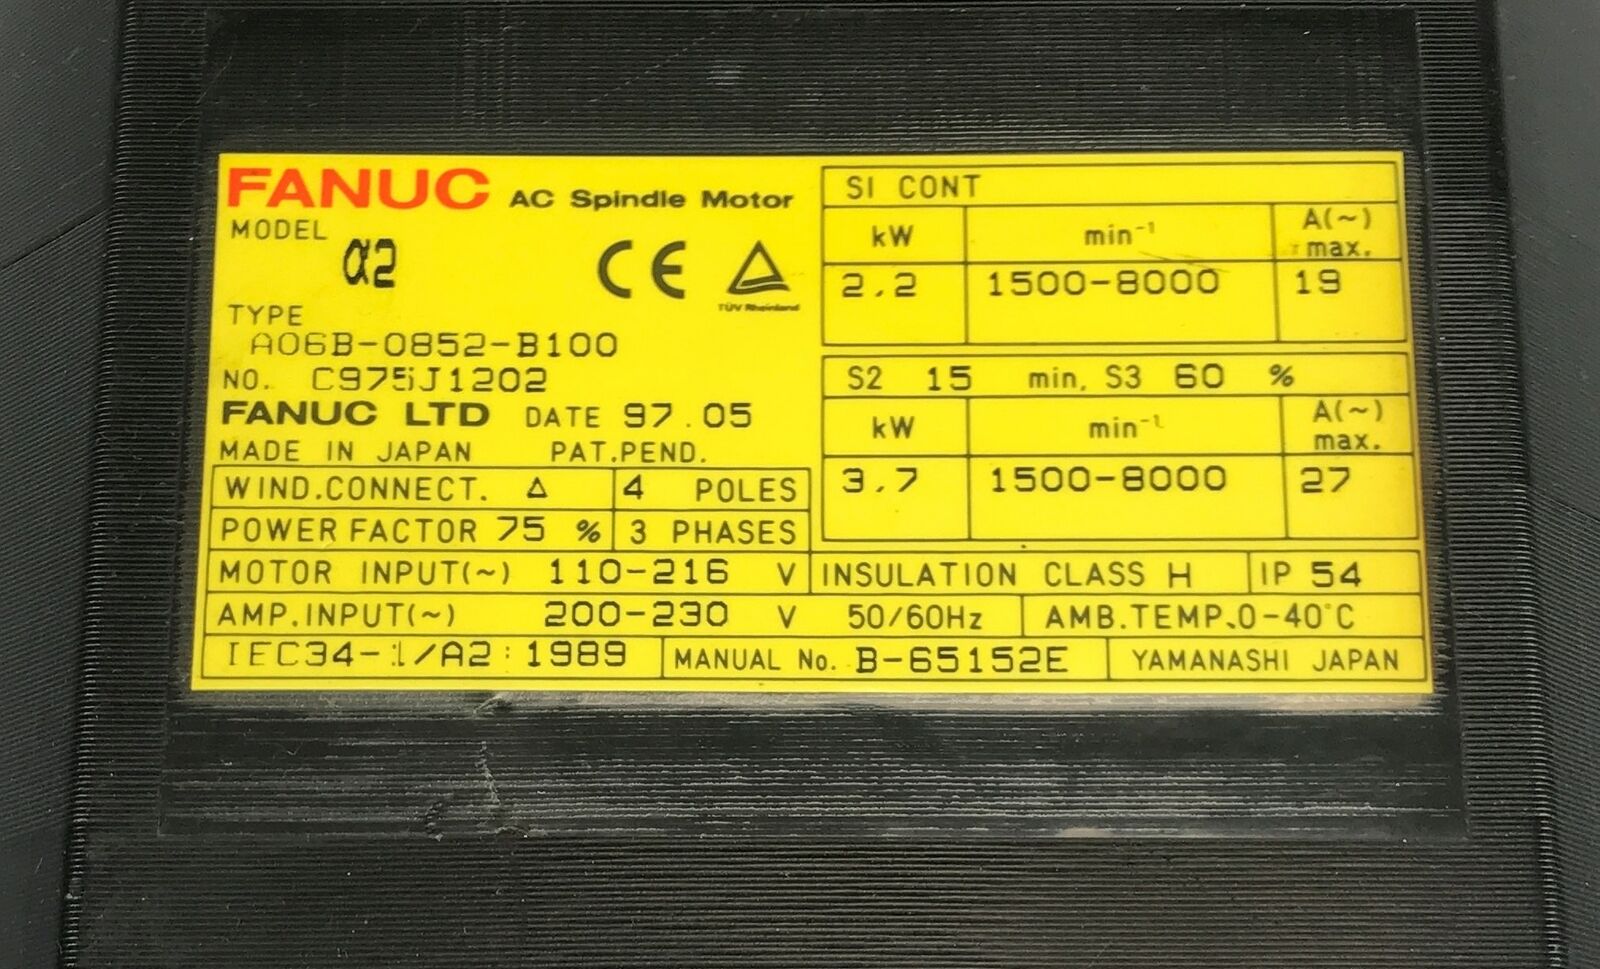 FANUC AC Spindle Motor
MODEL
α2
CE
TÜV Rheinland
TYPE
A06B-0852-B100
NO. C975J1202
FANUC LTD DATE 97.05
MADE IN JAPAN PAT.PEND.
WIND.CONNECT. Δ 4 POLES
POWER FACTOR 75 % 3 PHASES
SI CONT
kW min⁻¹ A(~) max.
2.2 1500-8000 19
S2 15 min, S3 60 %
kW min⁻¹ A(~) max.
3.7 1500-8000 27
MOTOR INPUT(~) 110-216 V INSULATION CLASS H IP 54
AMP.INPUT(~) 200-230 V 50/60Hz AMB.TEMP.0-40°C
IEC34-1/A2:1989 MANUAL No. B-65152E YAMANASHI JAPAN